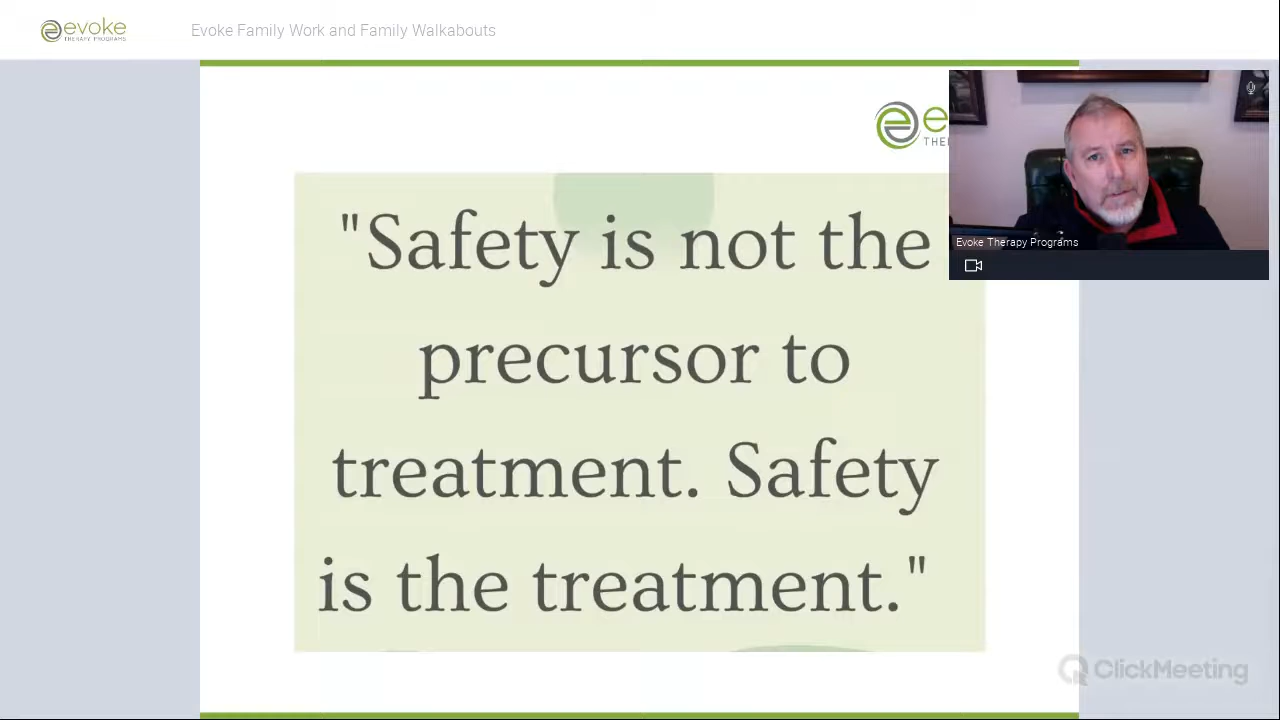 evoke
THERAPY PROGRAMS
Evoke Family Work and Family Walkabouts
e
THE
"Safety is not the
precursor to
treatment. Safety
is the treatment."
Evoke Therapy Programs
ClickMeeting